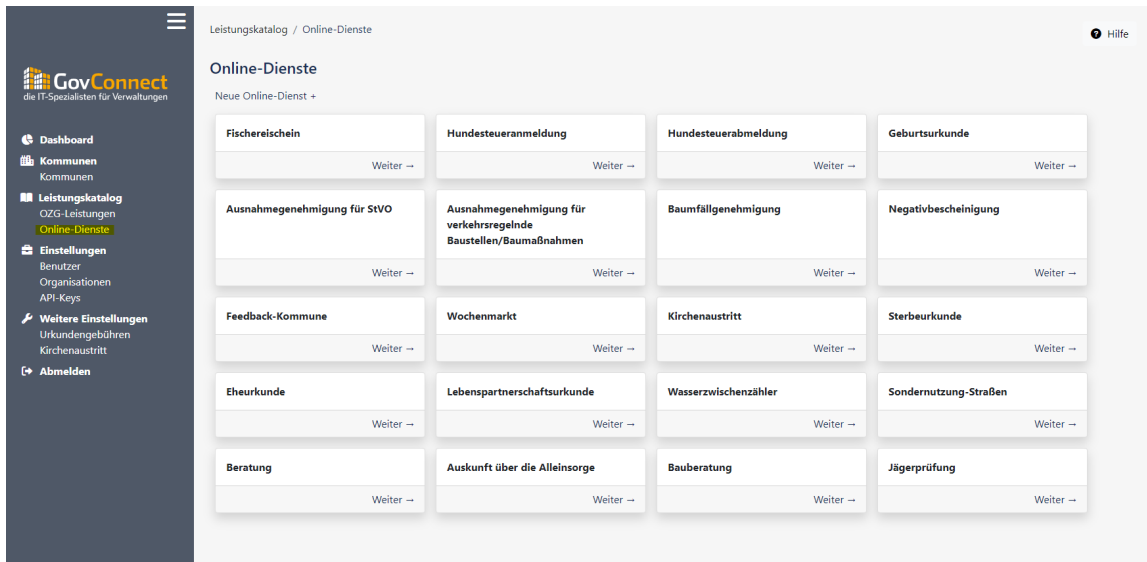 Leistungskatalog / Online-Dienste
Hilfe
GovConnect
die IT-Spezialisten für Verwaltungen
Dashboard
Kommunen
Kommunen
Leistungskatalog
OZG-Leistungen
Online-Dienste
Einstellungen
Benutzer
Organisationen
API-Keys
Weitere Einstellungen
Urkundengebühren
Kirchenaustritt
Abmelden
Online-Dienste
Neue Online-Dienst +
Fischereischein
Weiter →
Hundesteueranmeldung
Weiter →
Hundesteuerabmeldung
Weiter →
Geburtsurkunde
Weiter →
Ausnahmegenehmigung für StVO
Weiter →
Ausnahmegenehmigung für
verkehrsregelnde
Baustellen/Baumaßnahmen
Weiter →
Baumfällgenehmigung
Weiter →
Negativbescheinigung
Weiter →
Feedback-Kommune
Weiter →
Wochenmarkt
Weiter →
Kirchenaustritt
Weiter →
Sterbeurkunde
Weiter →
Eheurkunde
Weiter →
Lebenspartnerschaftsurkunde
Weiter →
Wasserzwischenzähler
Weiter →
Sondernutzung-Straßen
Weiter →
Beratung
Weiter →
Auskunft über die Alleinsorge
Weiter →
Bauberatung
Weiter →
Jägerprüfung
Weiter →